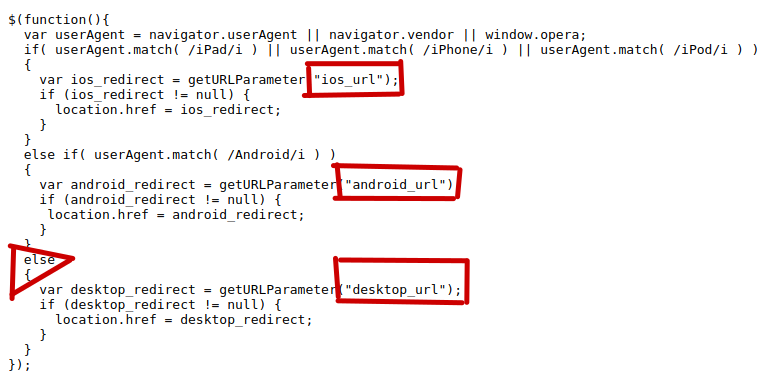 $(function(){
var userAgent = navigator.userAgent || navigator.vendor || window.opera;
if( userAgent.match( /iPad/i ) || userAgent.match( /iPhone/i ) || userAgent.match( /iPod/i ) )
{
var ios_redirect = getURLParameter("ios_url");
if (ios_redirect != null) {
location.href = ios_redirect;
}
}
else if( userAgent.match( /Android/i ) )
{
var android_redirect = getURLParameter("android_url")
if (android_redirect != null) {
location.href = android_redirect;
}
}
else
{
var desktop_redirect = getURLParameter("desktop_url");
if (desktop_redirect != null) {
location.href = desktop_redirect;
}
}
});